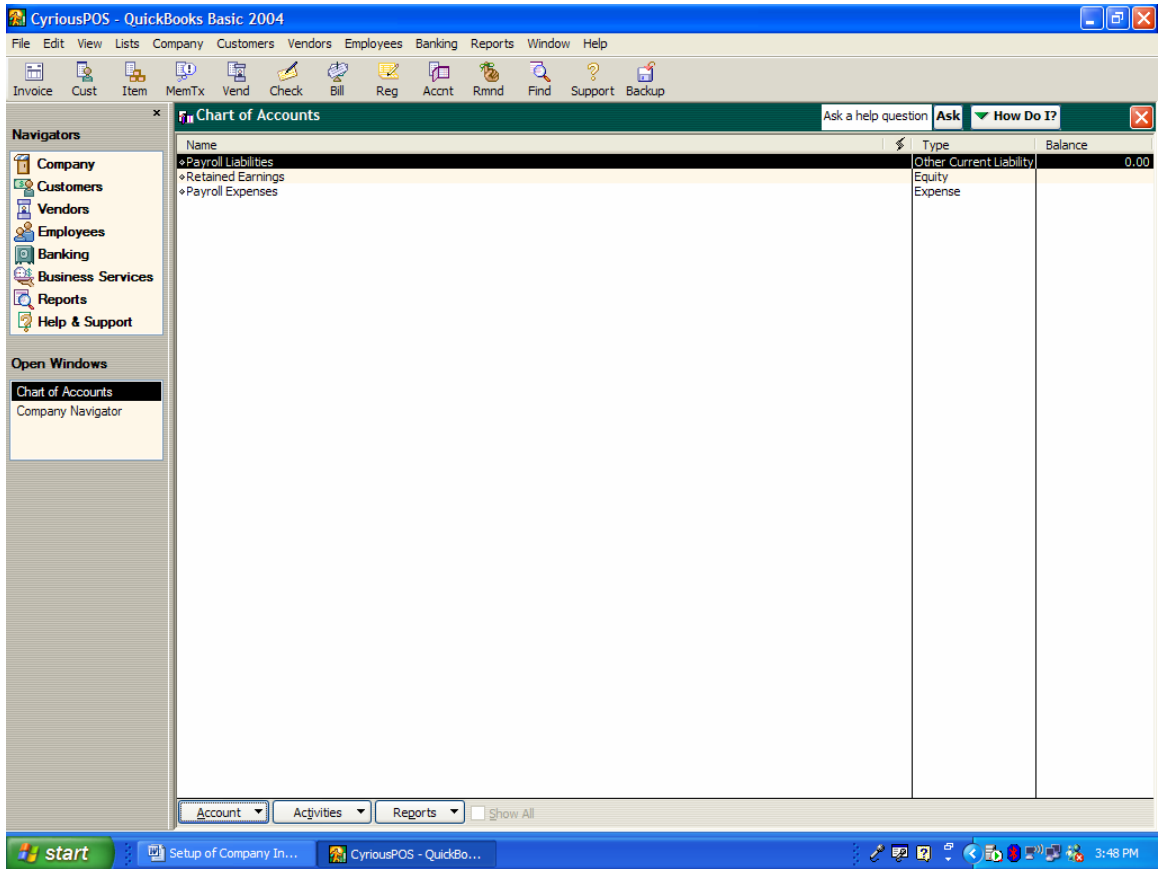 CyriousPOS - QuickBooks Basic 2004
File Edit View Lists Company Customers Vendors Employees Banking Reports Window Help
Invoice Cust Item MemTx Vend Check Bill Reg Accnt Rmnd Find Support Backup
Chart of Accounts Ask a help question Ask How Do I?
Navigators
Company
Customers
Vendors
Employees
Banking
Business Services
Reports
Help & Support
Open Windows
Chart of Accounts
Company Navigator
Name Type Balance
Payroll Liabilities Other Current Liability 0.00
Retained Earnings Equity
Payroll Expenses Expense
Account Activities Reports Show All
start Setup of Company In... CyriousPOS - QuickBo... 3:48 PM